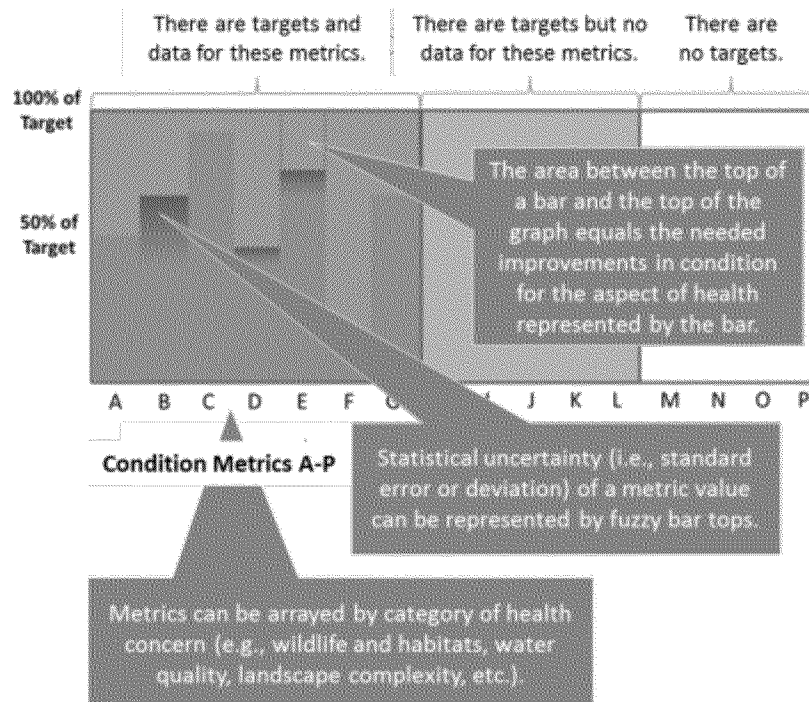 There are targets and
data for these metrics.
There are targets but no
data for these metrics.
There are
no targets.
100% of
Target
50% of
Target
The area between the top of
a bar and the top of the
graph equals the needed
improvements in condition
for the aspect of health
represented by the bar.
A B C D E F J K L M N O P
Condition Metrics A-P
Statistical uncertainty (i.e., standard
error or deviation) of a metric value
can be represented by fuzzy bar tops.
Metrics can be arrayed by category of health
concern (e.g., wildlife and habitats, water
quality, landscape complexity, etc.).